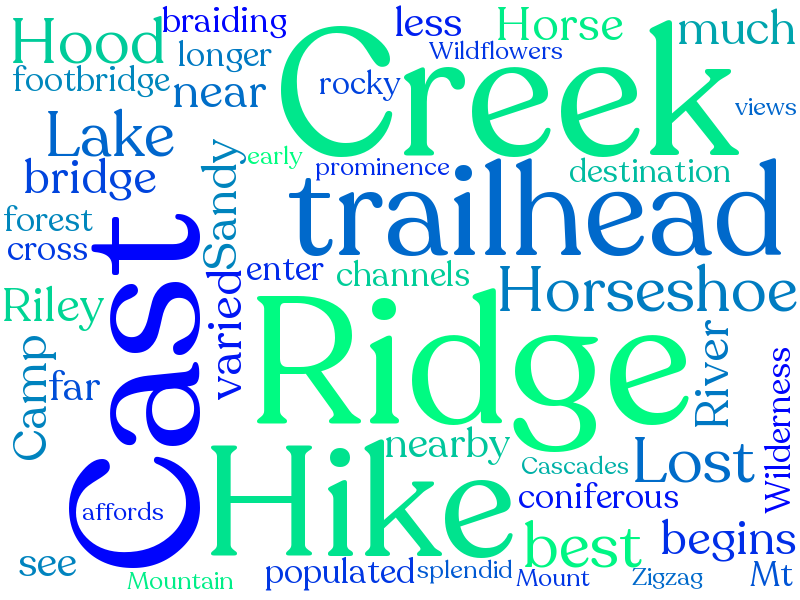 braiding
less
Horse
much
Hood
longer
Wildflowers
footbridge
near
rocky
Creek
views
Lake
early
prominence
destination
bridge
Sandy
trailhead
forest
cross
Cast
enter
channels
Horseshoe
Riley
varied
Ridge
River
Camp
far
Wilderness
nearby
Hike
Cascades
Lost
affords
coniferous
best
begins
see
Mountain
populated
splendid
Mount
Zigzag
Mt